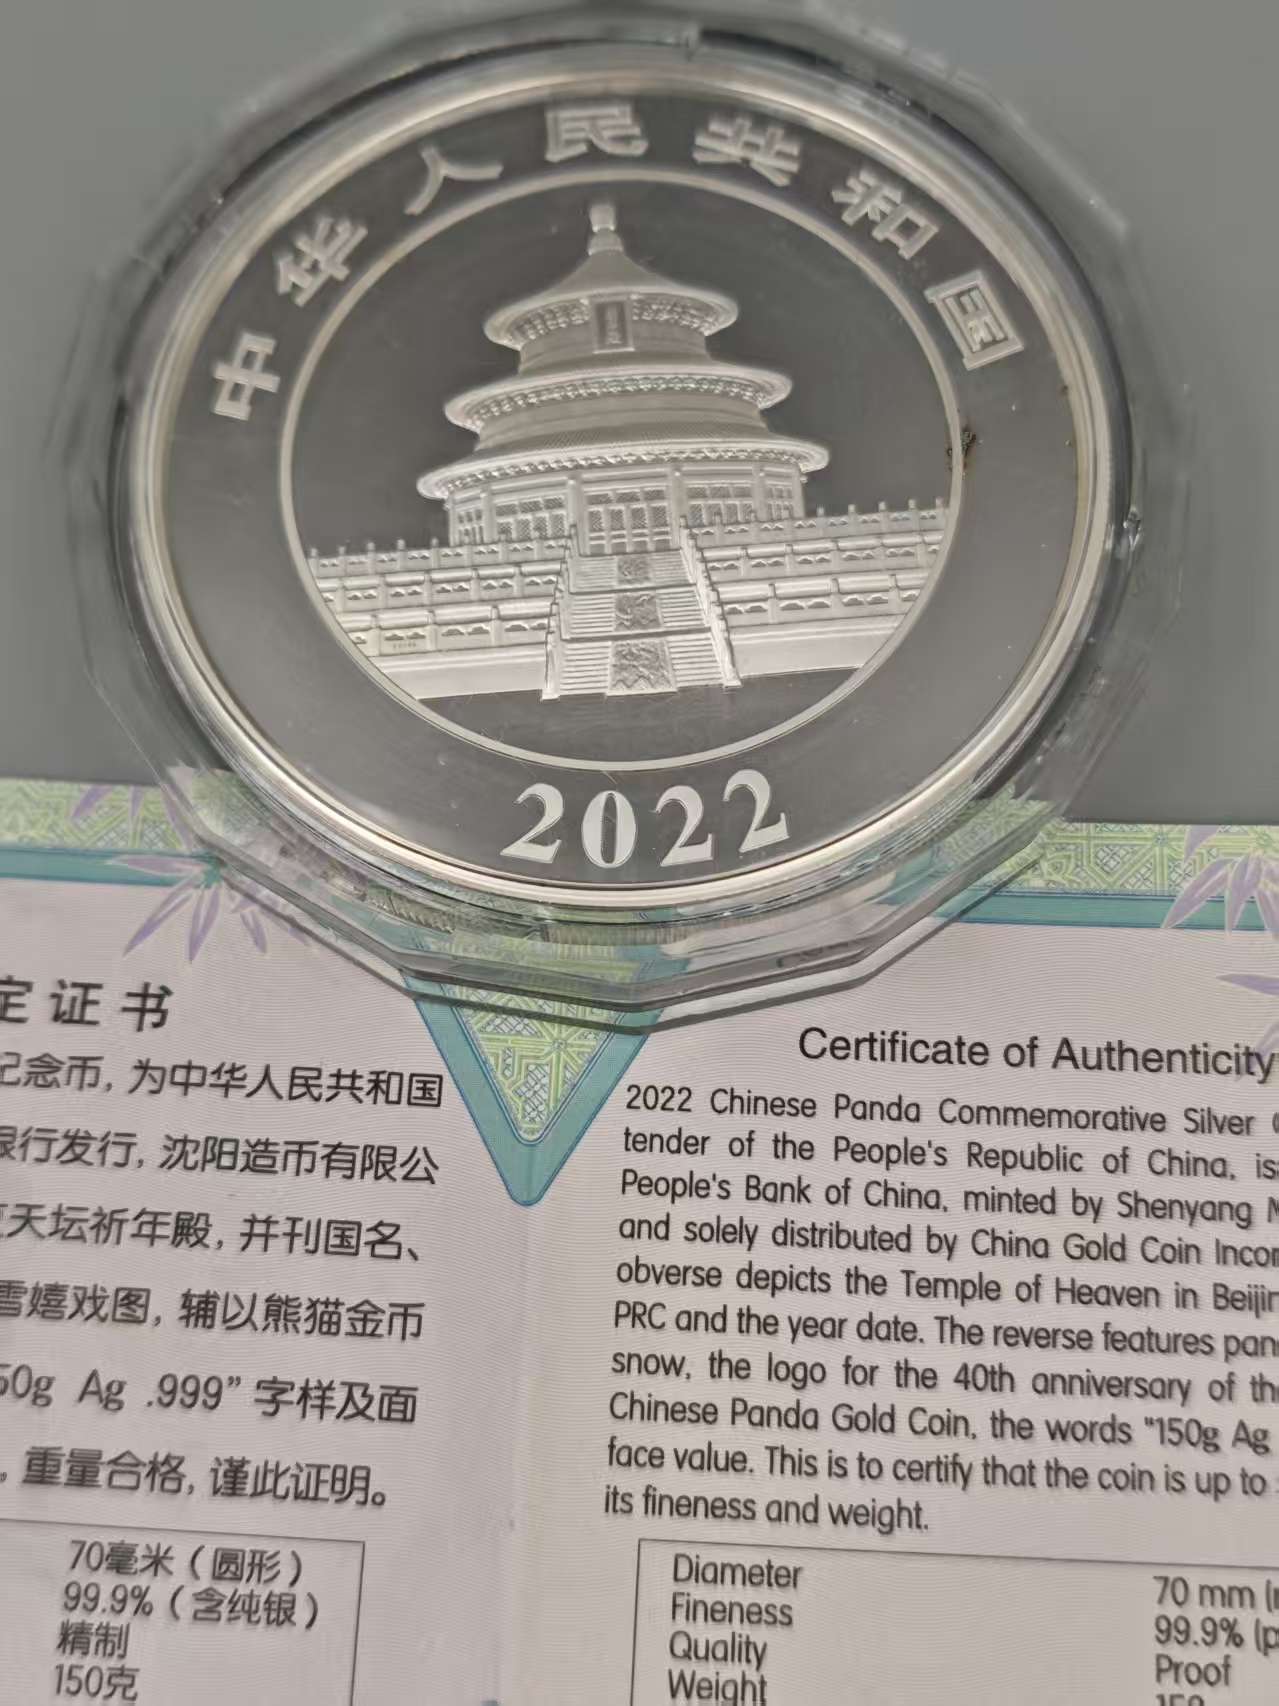 中华人民共和国
2022
定证书
纪念币，为中华人民共和国
银行发行，沈阳造币有限公
天坛祈年殿，并刊国名、
雪嬉戏图，辅以熊猫金币
50g Ag .999”字样及面
，重量合格，谨此证明。
70毫米（圆形）
99.9%（含纯银）
精制
150克
Certificate of Authenticity
2022 Chinese Panda Commemorative Silver
tender of the People's Republic of China, is
People's Bank of China, minted by Shenyang
and solely distributed by China Gold Coin Incor
obverse depicts the Temple of Heaven in Beijin
PRC and the year date. The reverse features pan
snow, the logo for the 40th anniversary of the
Chinese Panda Gold Coin, the words "150g Ag
face value. This is to certify that the coin is up to
its fineness and weight.
Diameter 70 mm (r
Fineness 99.9% (p
Quality Proof
Weight 150